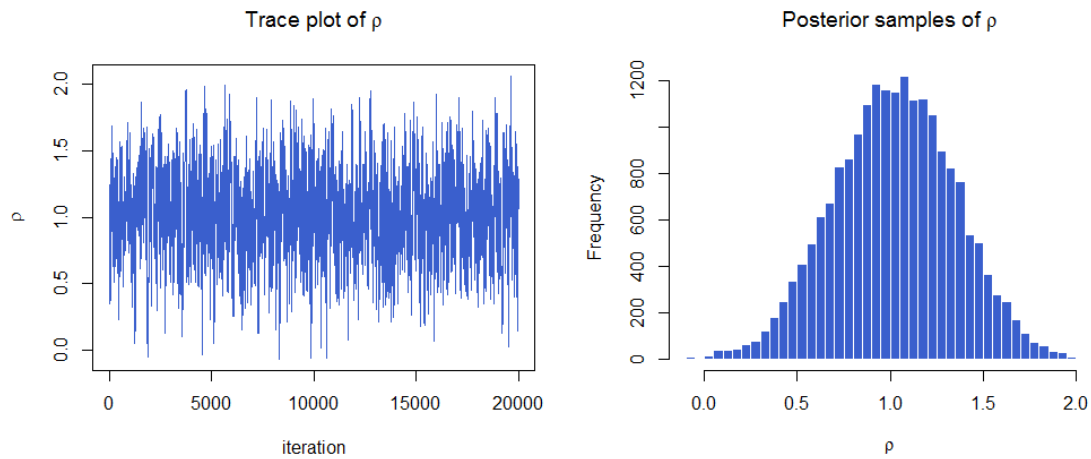 Trace plot of ρ
2.0
1.5
1.0
0.5
0.0
ρ
0 5000 10000 15000 20000
iteration
Posterior samples of ρ
1200
800
600
400
200
0
Frequency
0.0 0.5 1.0 1.5 2.0
ρ